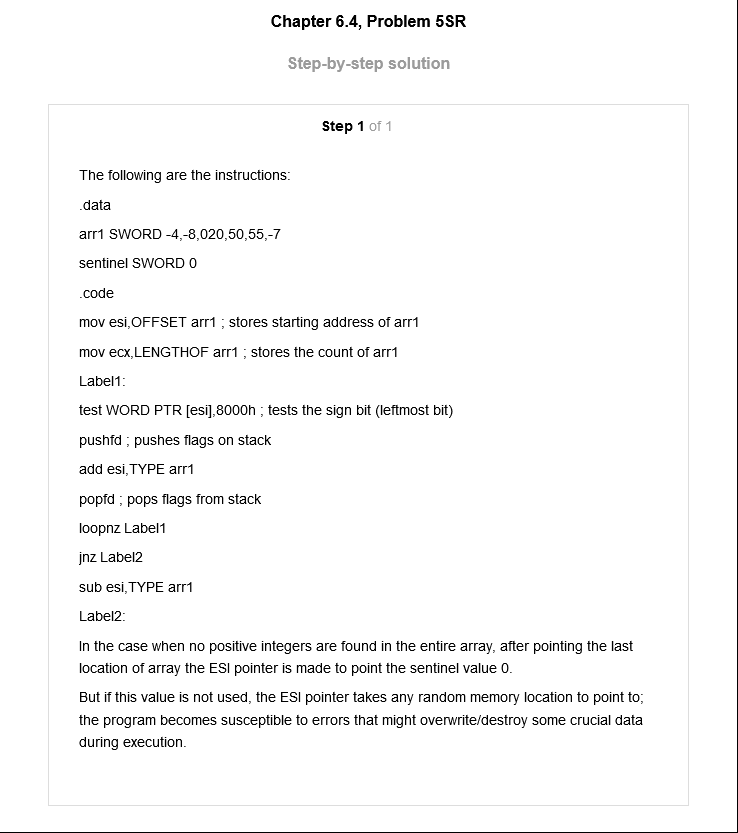 Chapter 6.4, Problem 5SR
Step-by-step solution
Step 1 of 1
The following are the instructions:
.data
arr1 SWORD -4,-8,020,50,55,-7
sentinel SWORD 0
.code
mov esi,OFFSET arr1 ; stores starting address of arr1
mov ecx,LENGTHOF arr1 ; stores the count of arr1
Label1:
test WORD PTR [esi],8000h ; tests the sign bit (leftmost bit)
pushfd ; pushes flags on stack
add esi,TYPE arr1
popfd ; pops flags from stack
loopnz Label1
jnz Label2
sub esi,TYPE arr1
Label2:
In the case when no positive integers are found in the entire array, after pointing the last
location of array the ESI pointer is made to point the sentinel value 0.
But if this value is not used, the ESI pointer takes any random memory location to point to;
the program becomes susceptible to errors that might overwrite/destroy some crucial data
during execution.